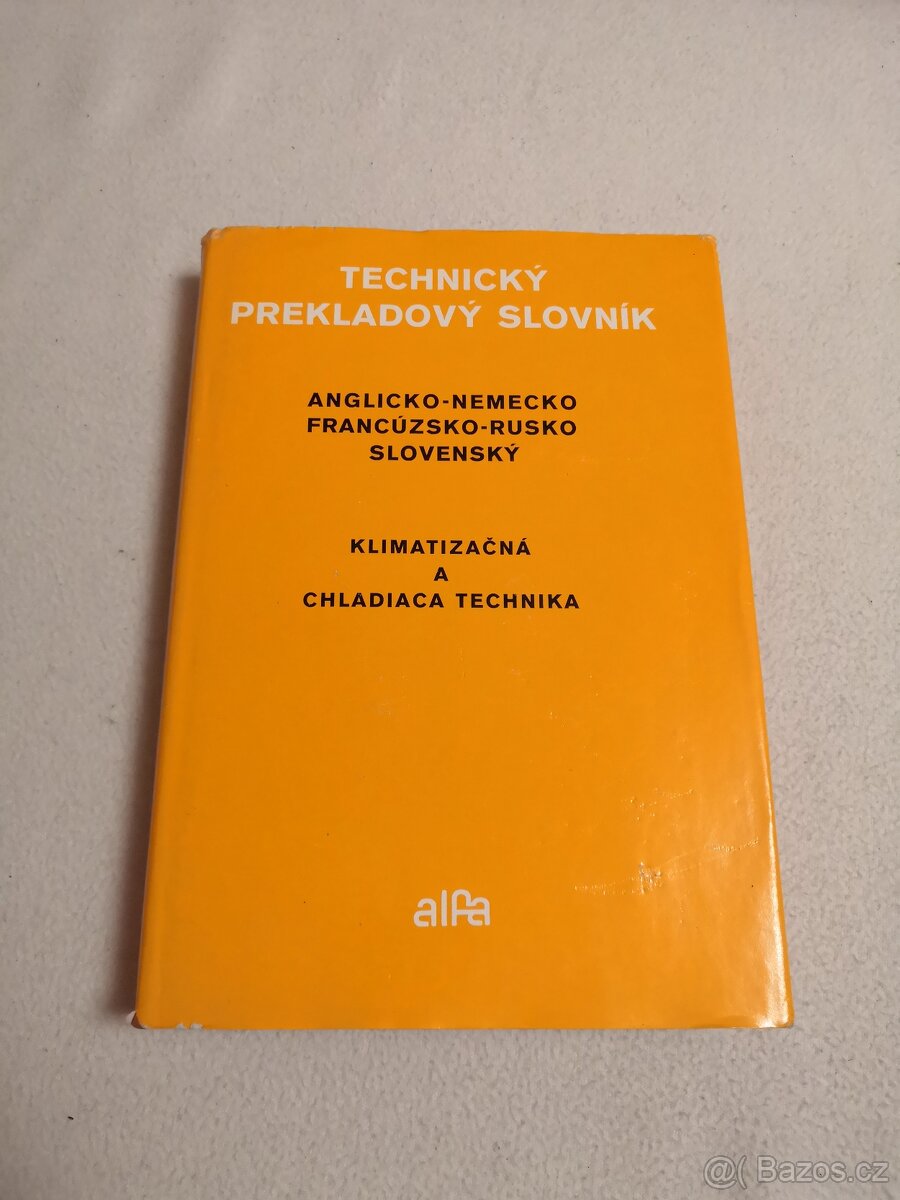 TECHNICKÝ
PREKLADOVÝ SLOVNÍK
ANGLICKO-NEMECKO
FRANCÚZSKO-RUSKO
SLOVENSKÝ
KLIMATIZAČNÁ
A
CHLADIACA TECHNIKA
alfa
@( Bazos.cz